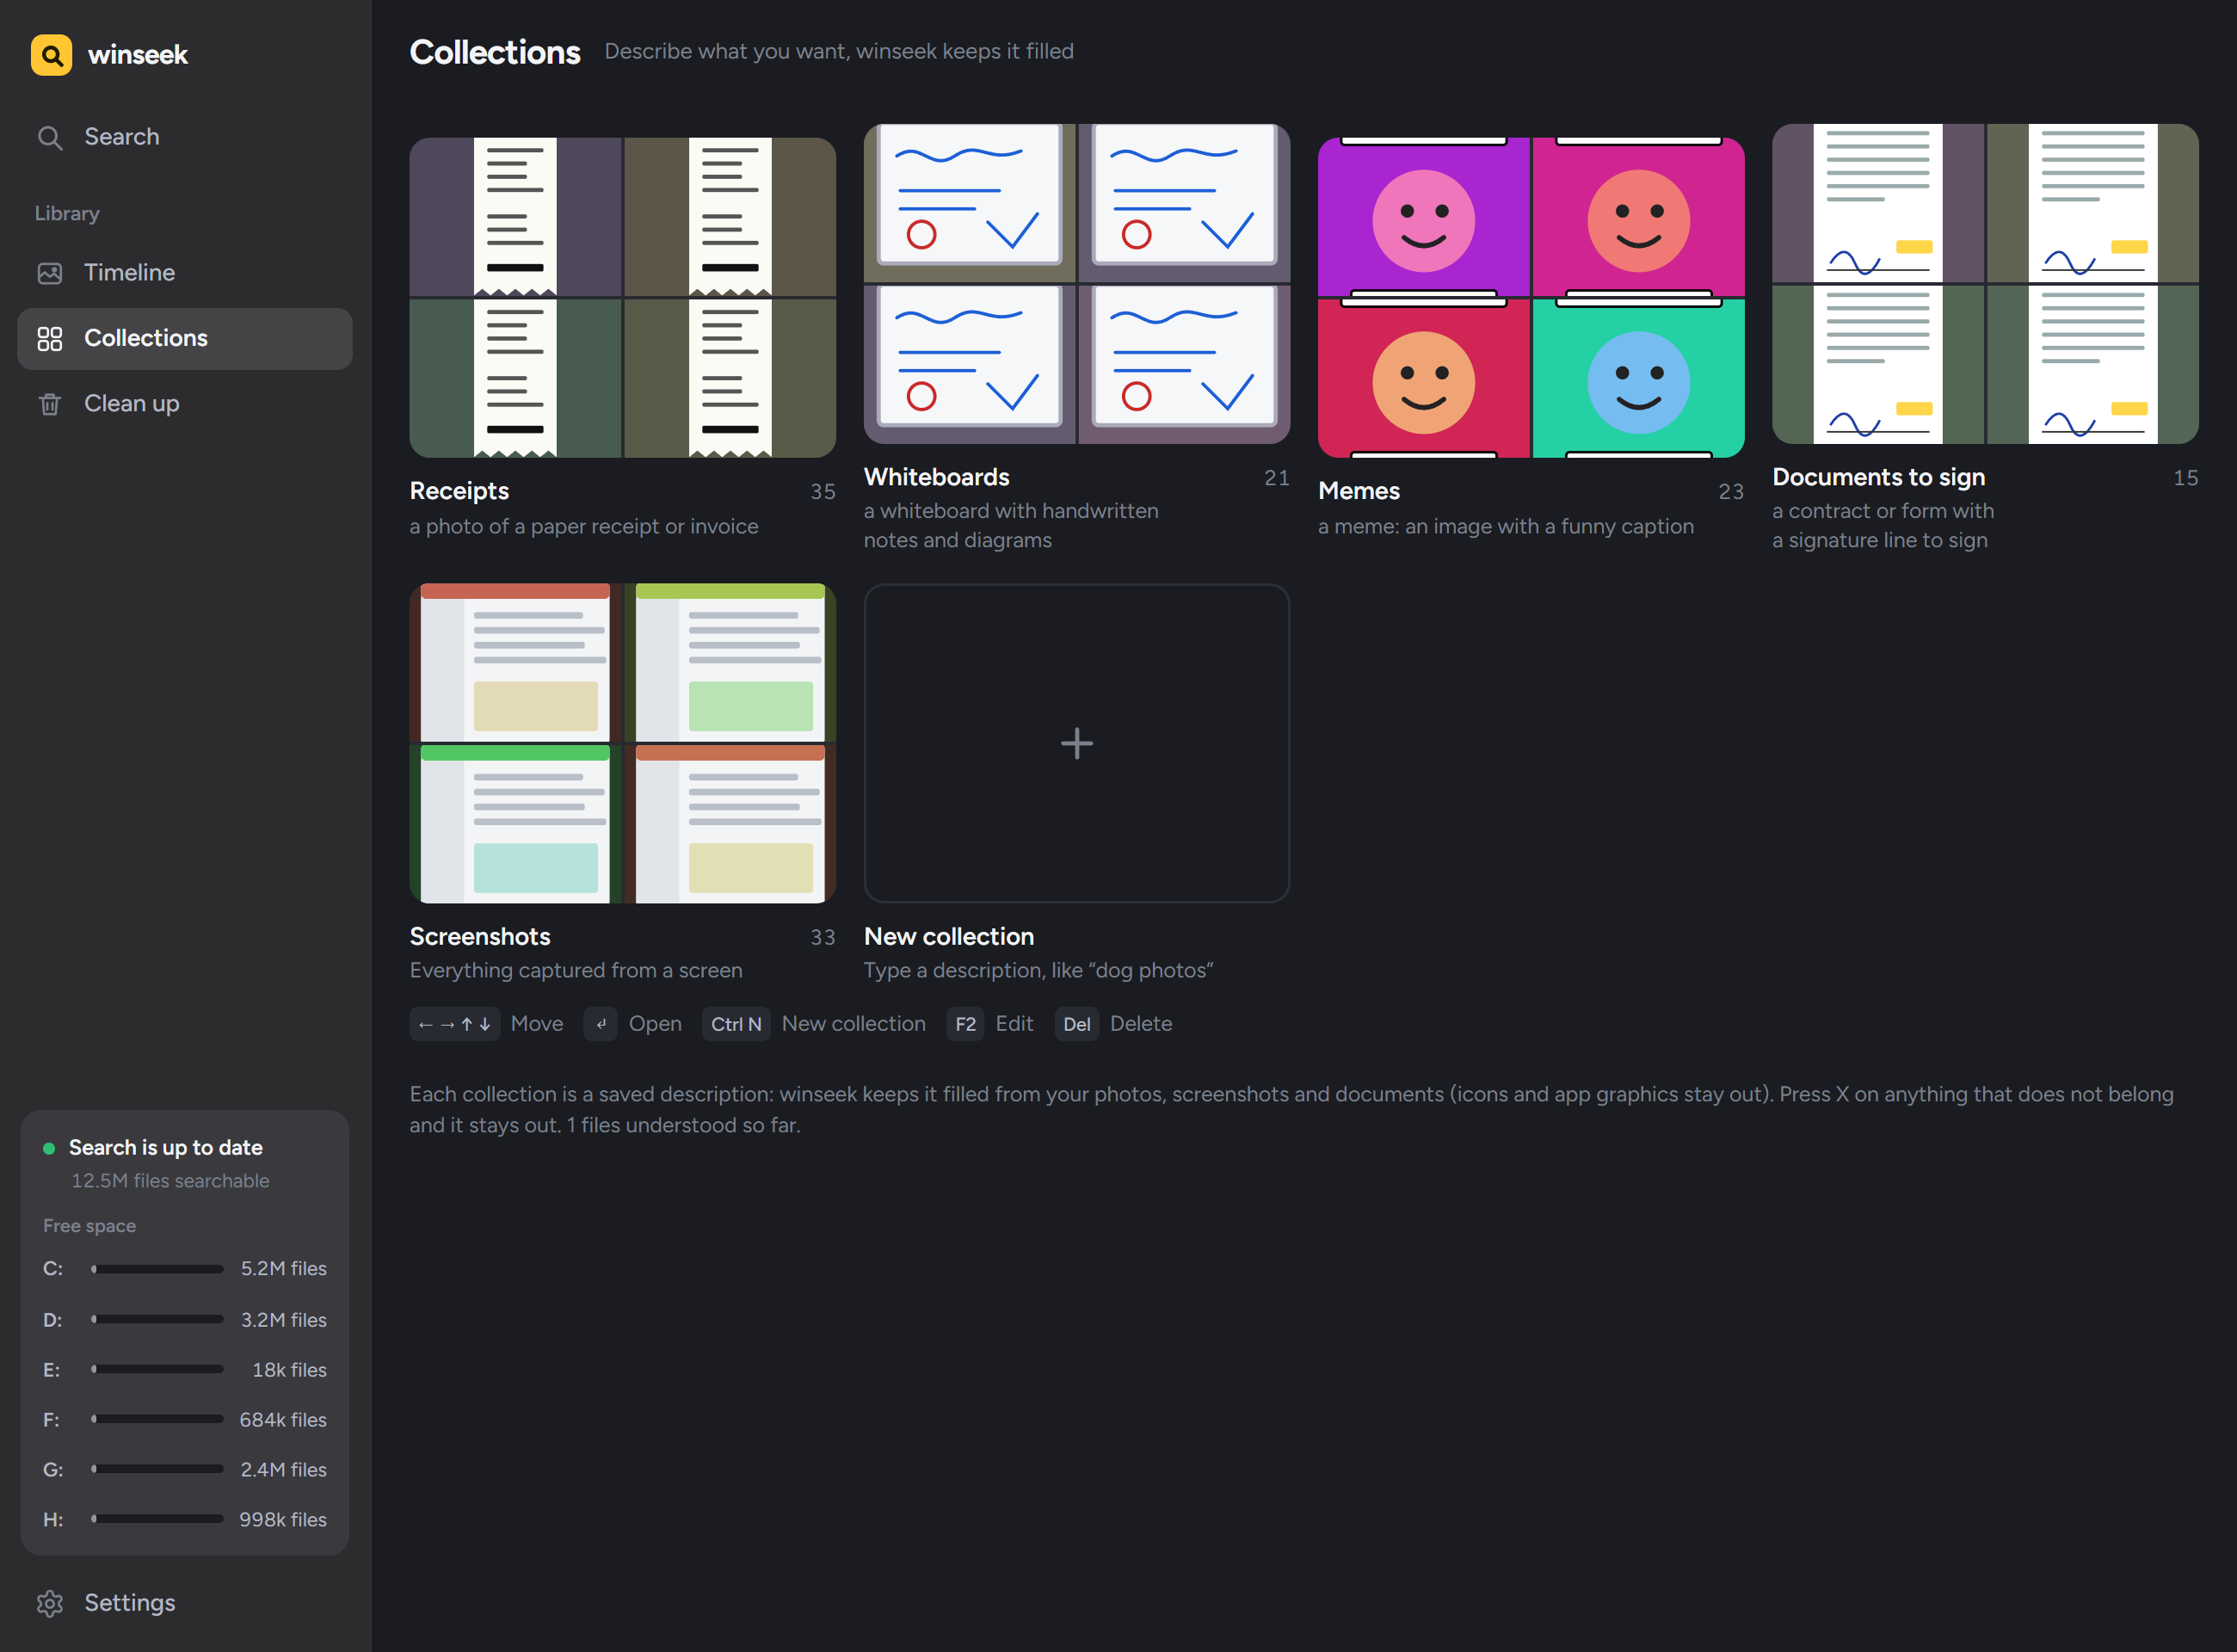 winseek
Search
Library
Timeline
Collections
Clean up
Search is up to date
12.5M files searchable
Free space
C: 5.2M files
D: 3.2M files
E: 18k files
F: 684k files
G: 2.4M files
H: 998k files
Settings
Collections Describe what you want, winseek keeps it filled
Receipts 35
a photo of a paper receipt or invoice
Whiteboards 21
a whiteboard with handwritten
notes and diagrams
Memes 23
a meme: an image with a funny caption
Documents to sign 15
a contract or form with
a signature line to sign
Screenshots 33
Everything captured from a screen
New collection
Type a description, like “dog photos”
←→↑↓ Move ↵ Open Ctrl N New collection F2 Edit Del Delete
Each collection is a saved description: winseek keeps it filled from your photos, screenshots and documents (icons and app graphics stay out). Press X on anything that does not belong
and it stays out. 1 files understood so far.